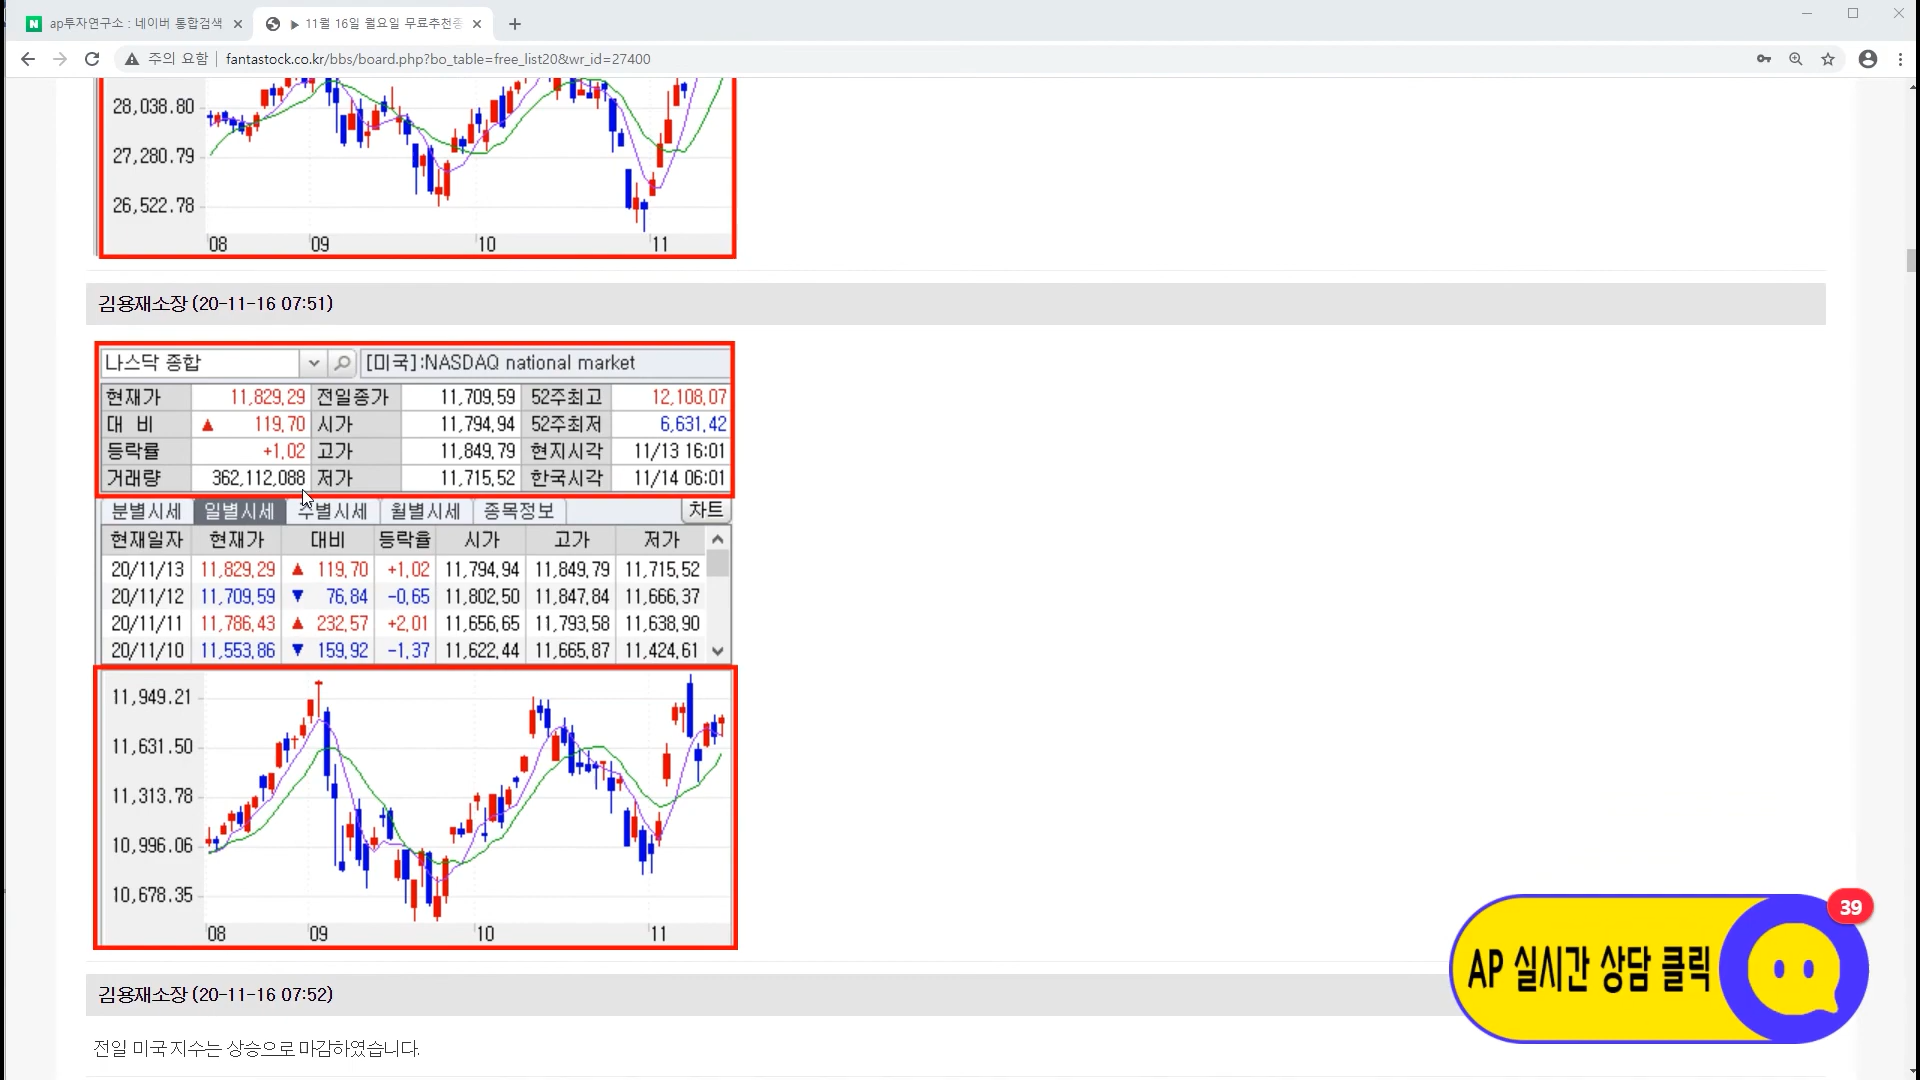 ap투자연구소 : 네이버 통합검색
▶ 11월 16일 월요일 무료추천종
주의 요함
fantastock.co.kr/bbs/board.php?bo_table=free_list20&wr_id=27400
28,038.80
27,280.79
26,522.78
08 09 10 11
김용재소장 (20-11-16 07:51)
나스닥 종합 [미국]:NASDAQ national market
현재가 11,829,29 전일종가 11,709,59 52주최고 12,108,07
대 비 ▲ 119,70 시가 11,794,94 52주최저 6,631,42
등락률 +1,02 고가 11,849,79 현지시각 11/13 16:01
거래량 362,112,088 저가 11,715,52 한국시각 11/14 06:01
분별시세 일별시세 주별시세 월별시세 종목정보 차트
현재일자 현재가 대비 등락율 시가 고가 저가
20/11/13 11,829,29 ▲ 119,70 +1,02 11,794,94 11,849,79 11,715,52
20/11/12 11,709,59 ▼ 76,84 -0,65 11,802,50 11,847,84 11,666,37
20/11/11 11,786,43 ▲ 232,57 +2,01 11,656,65 11,793,58 11,638,90
20/11/10 11,553,86 ▼ 159,92 -1,37 11,622,44 11,665,87 11,424,61
11,949.21
11,631.50
11,313.78
10,996.06
10,678.35
08 09 10 11
39
AP 실시간 상담 클릭
김용재소장 (20-11-16 07:52)
전일 미국 지수는 상승으로 마감하였습니다.